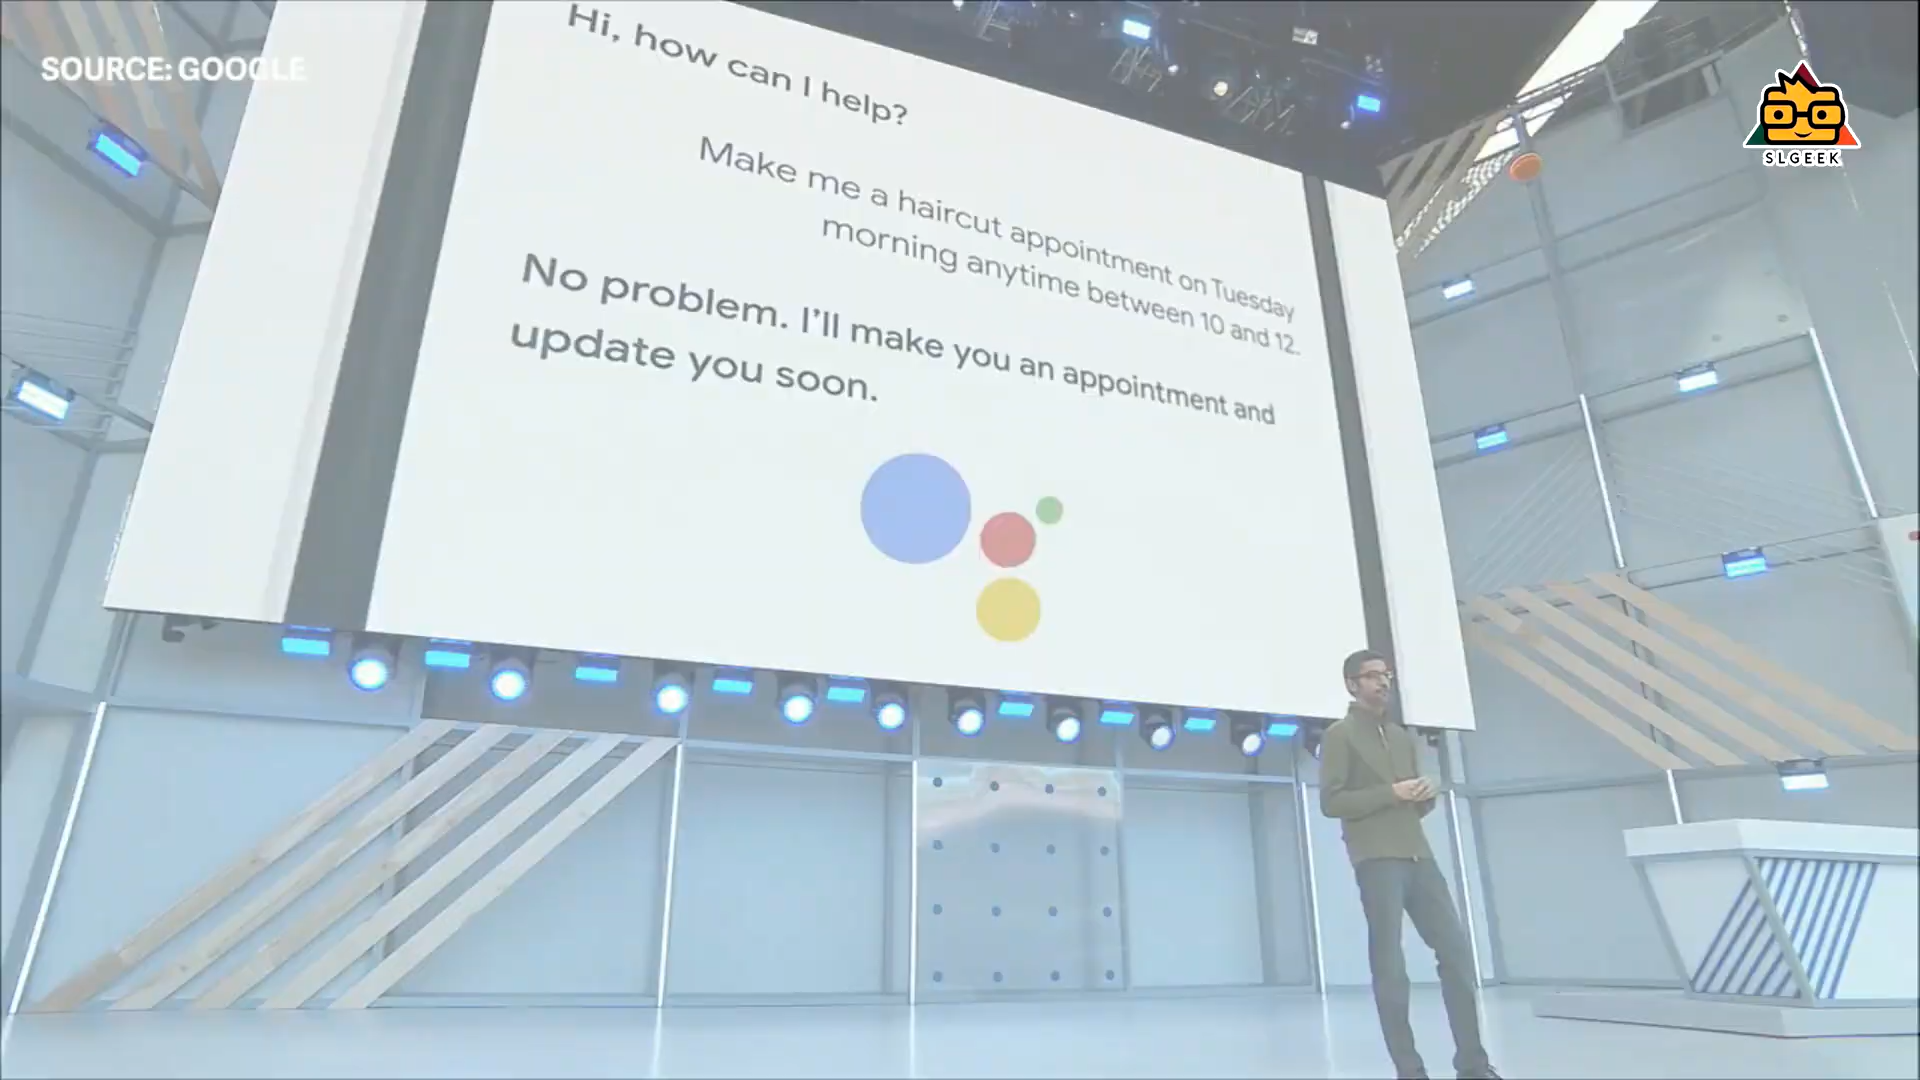 SOURCE: GOOGLE
Hi, how can I help?
Make me a haircut appointment on Tuesday
morning anytime between 10 and 12.
No problem. I'll make you an appointment and
update you soon.
SLGEEK